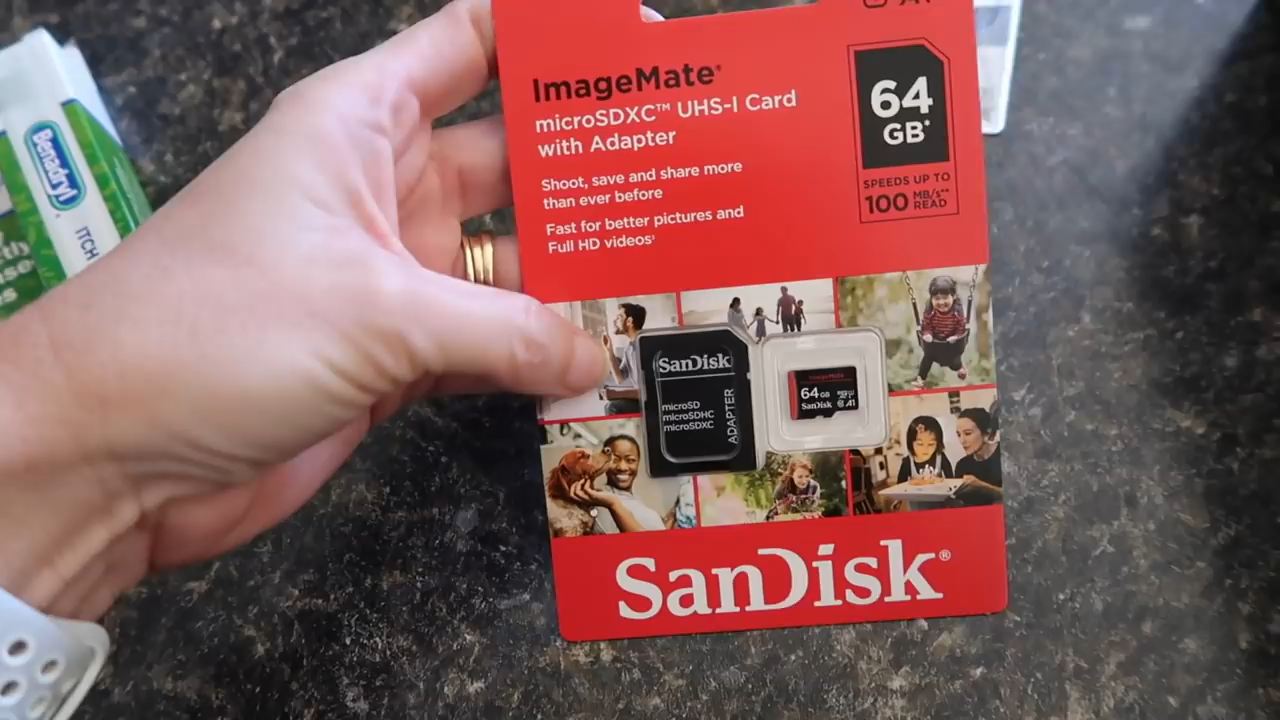 ImageMate®
microSDXC™ UHS-I Card
with Adapter
Shoot, save and share more
than ever before
Fast for better pictures and
Full HD videos
64
GB*
SPEEDS UP TO
100 MB/s** READ
SanDisk
microSD
microSDHC
microSDXC
ADAPTER
ImageMate
64GB
SanDisk
A1
SanDisk®
Benadryl®
ITCH